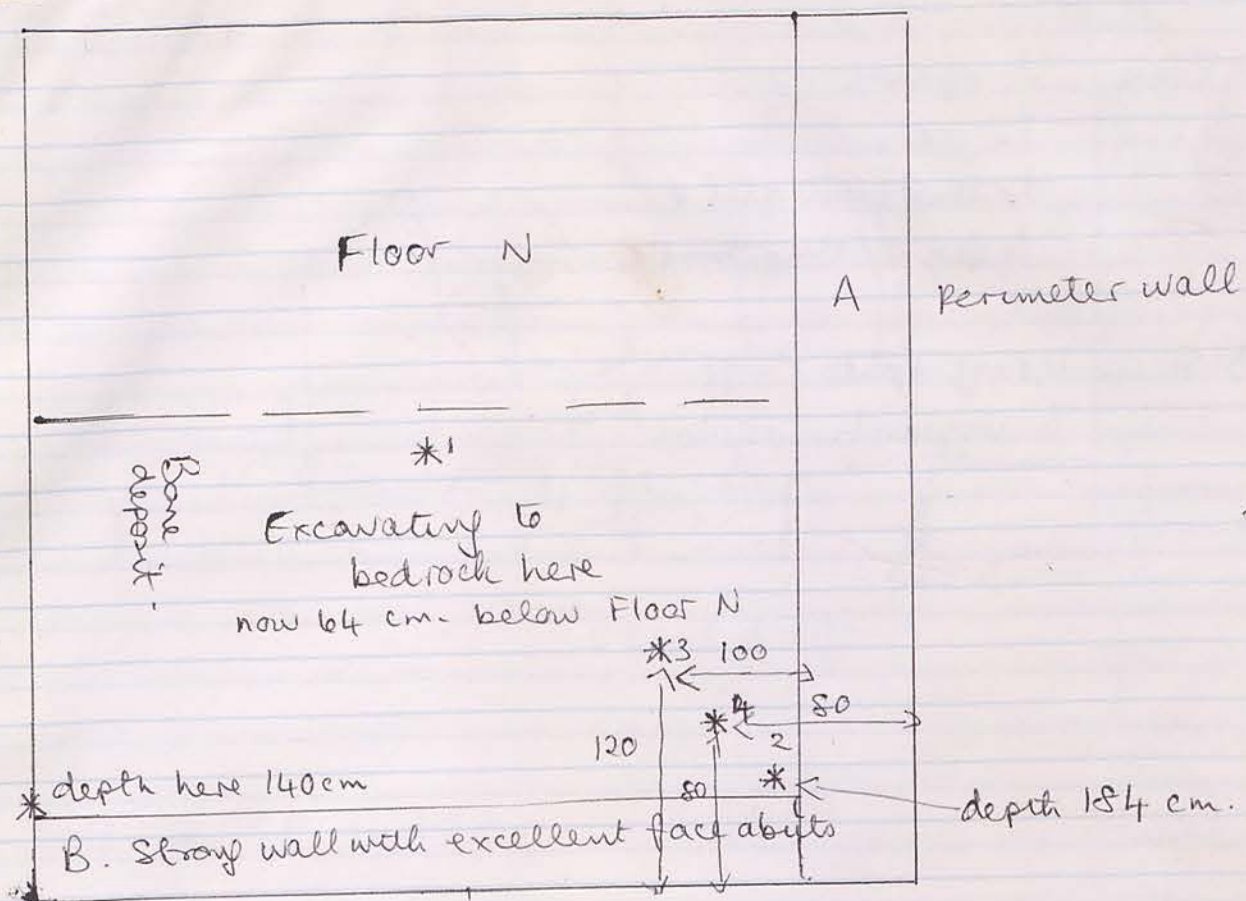 Floor N
A perimeter wall
*1
Bone
deposit.
Excavating to
bedrock here
now 64 cm. below Floor N
*3 100
*4 80
120
2
80 *
* depth here 140cm
depth 184 cm.
B. Strong wall with excellent face abuts